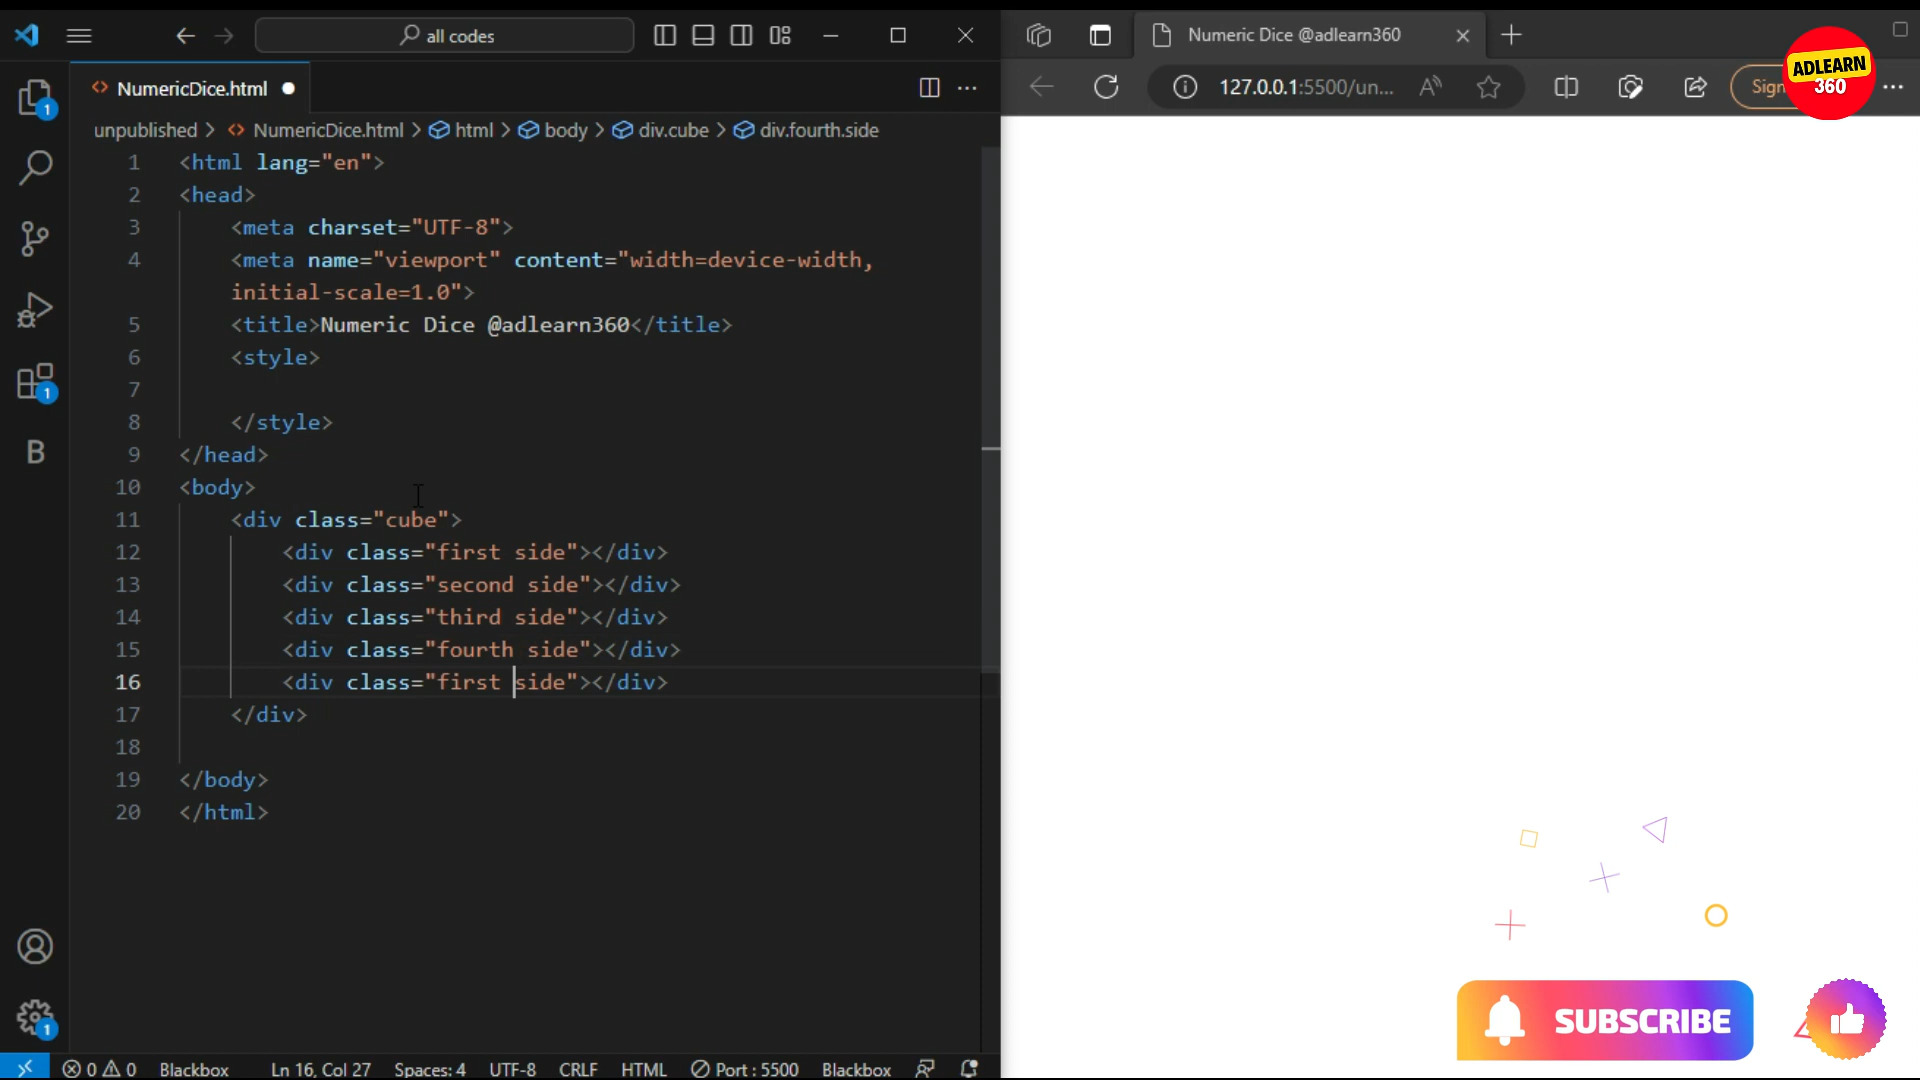 all codes
NumericDice.html
unpublished > NumericDice.html > html > body > div.cube > div.fourth.side
1 <html lang="en">
2 <head>
3 <meta charset="UTF-8">
4 <meta name="viewport" content="width=device-width,
initial-scale=1.0">
5 <title>Numeric Dice @adlearn360</title>
6 <style>
7
8 </style>
9 </head>
10 <body>
11 <div class="cube">
12 <div class="first side"></div>
13 <div class="second side"></div>
14 <div class="third side"></div>
15 <div class="fourth side"></div>
16 <div class="first side"></div>
17 </div>
18
19 </body>
20 </html>
1
1
B
1
0 0 Blackbox Ln 16, Col 27 Spaces: 4 UTF-8 CRLF HTML Port : 5500 Blackbox
Numeric Dice @adlearn360
127.0.0.1:5500/un...
ADLEARN
360
SUBSCRIBE